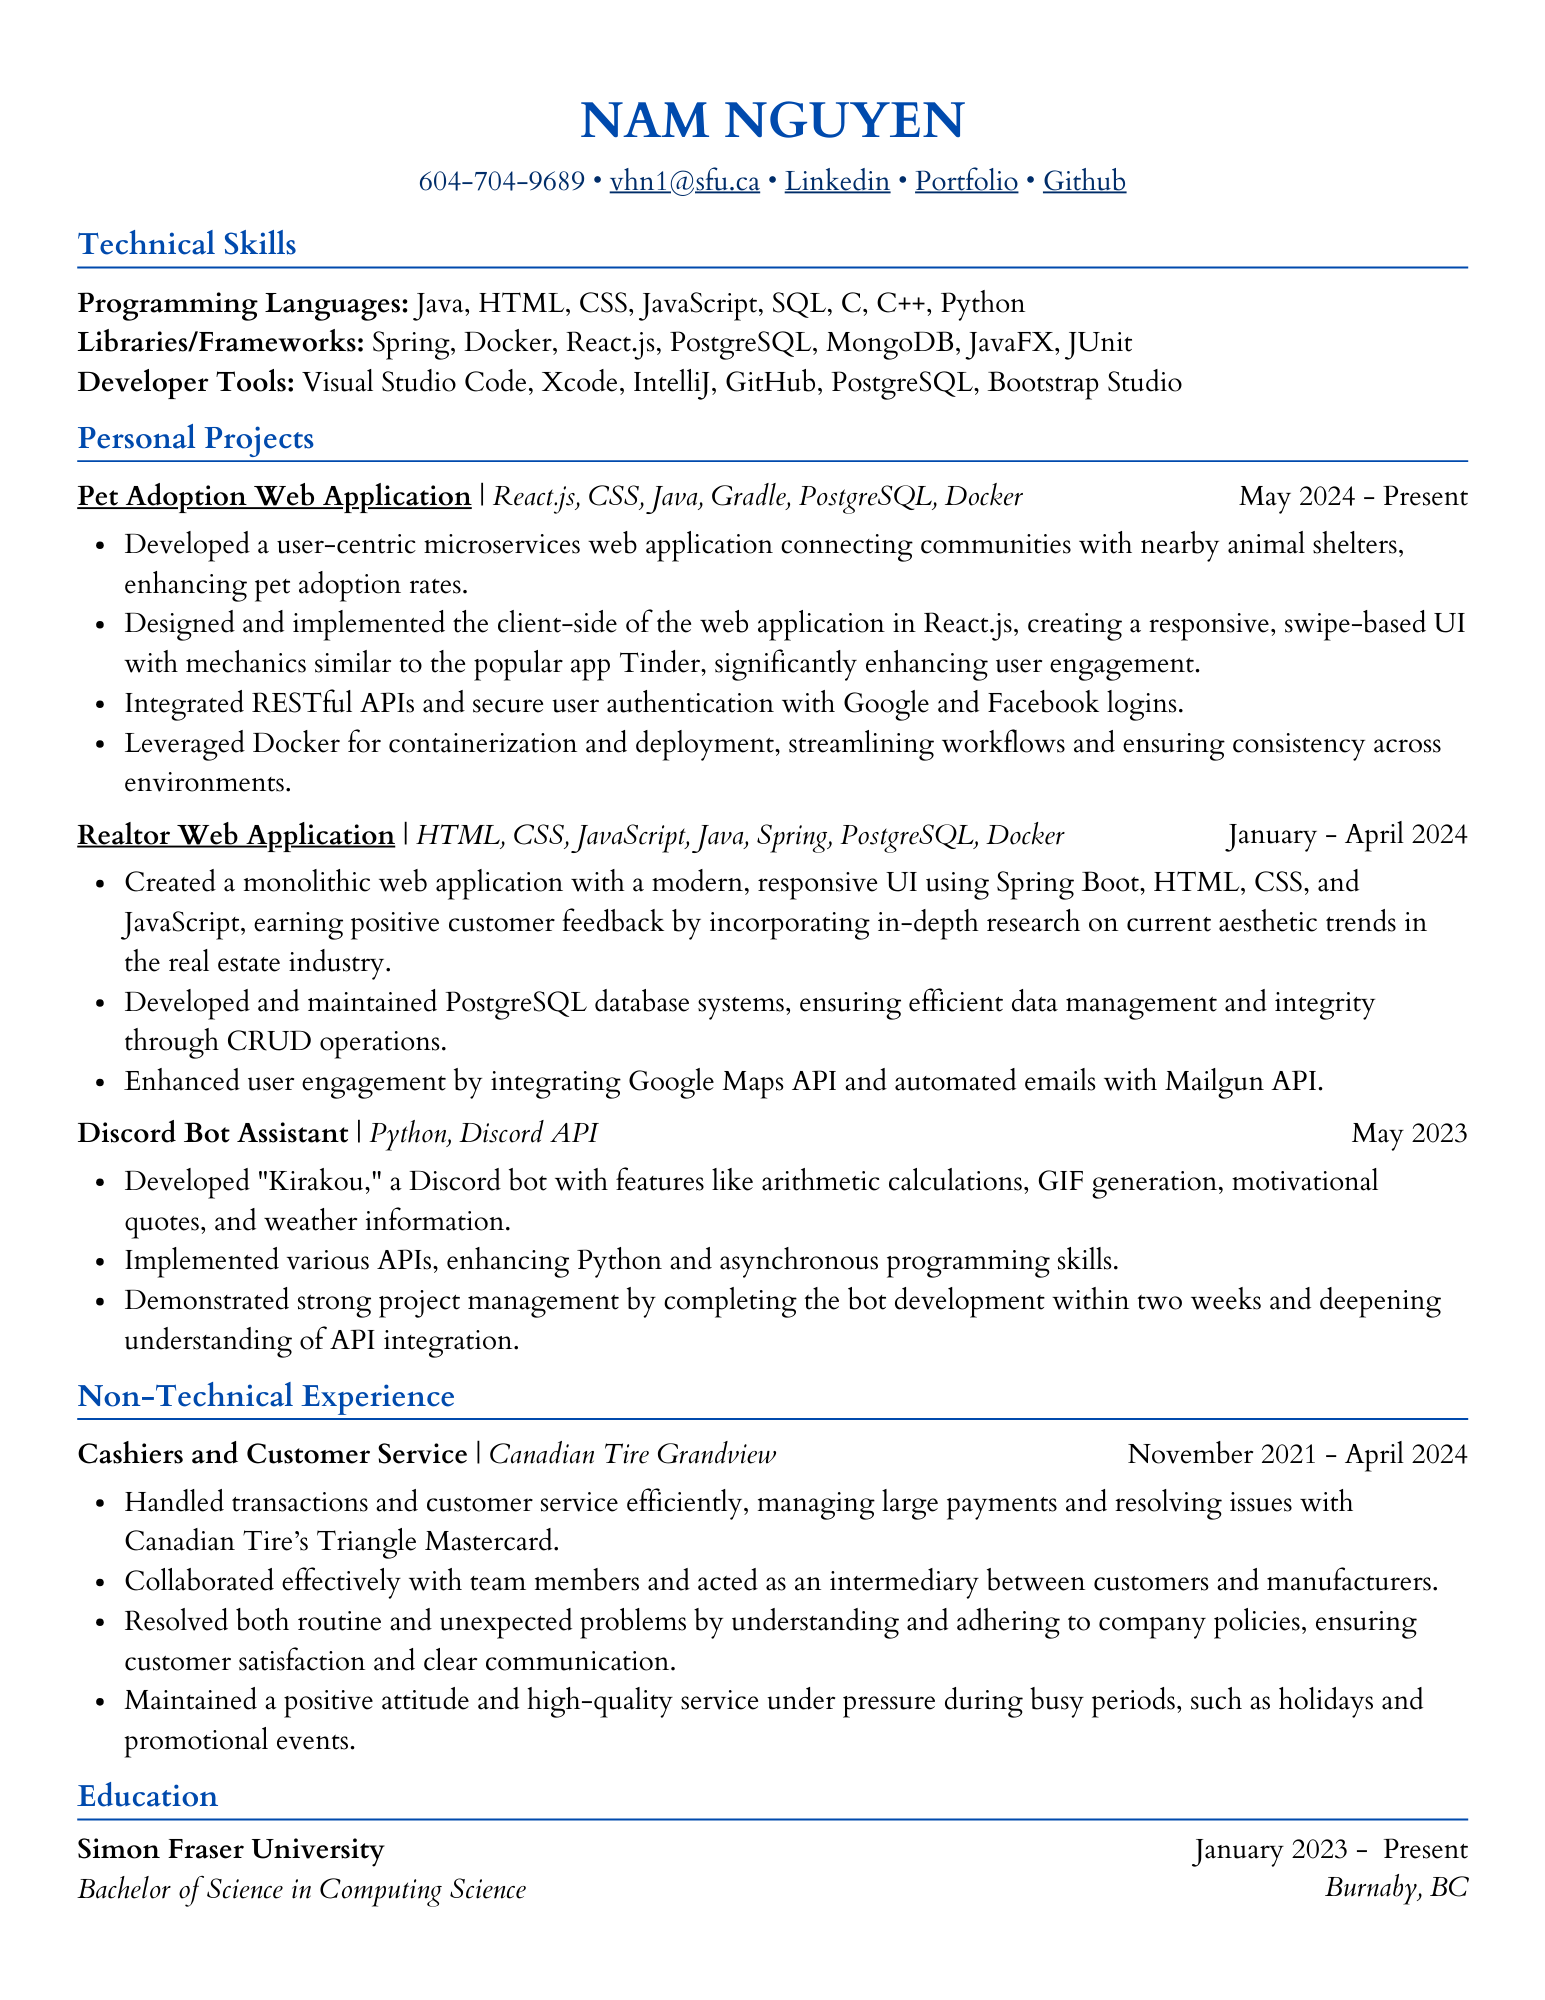 NAM NGUYEN
604-704-9689 • vhn1@sfu.ca • Linkedin • Portfolio • Github
Technical Skills
Programming Languages: Java, HTML, CSS, JavaScript, SQL, C, C++, Python
Libraries/Frameworks: Spring, Docker, React.js, PostgreSQL, MongoDB, JavaFX, JUnit
Developer Tools: Visual Studio Code, Xcode, IntelliJ, GitHub, PostgreSQL, Bootstrap Studio
Personal Projects
Pet Adoption Web Application | React.js, CSS, Java, Gradle, PostgreSQL, Docker May 2024 - Present
• Developed a user-centric microservices web application connecting communities with nearby animal shelters,
enhancing pet adoption rates.
• Designed and implemented the client-side of the web application in React.js, creating a responsive, swipe-based UI
with mechanics similar to the popular app Tinder, significantly enhancing user engagement.
• Integrated RESTful APIs and secure user authentication with Google and Facebook logins.
• Leveraged Docker for containerization and deployment, streamlining workflows and ensuring consistency across
environments.
Realtor Web Application | HTML, CSS, JavaScript, Java, Spring, PostgreSQL, Docker January - April 2024
• Created a monolithic web application with a modern, responsive UI using Spring Boot, HTML, CSS, and
JavaScript, earning positive customer feedback by incorporating in-depth research on current aesthetic trends in
the real estate industry.
• Developed and maintained PostgreSQL database systems, ensuring efficient data management and integrity
through CRUD operations.
• Enhanced user engagement by integrating Google Maps API and automated emails with Mailgun API.
Discord Bot Assistant | Python, Discord API May 2023
• Developed "Kirakou," a Discord bot with features like arithmetic calculations, GIF generation, motivational
quotes, and weather information.
• Implemented various APIs, enhancing Python and asynchronous programming skills.
• Demonstrated strong project management by completing the bot development within two weeks and deepening
understanding of API integration.
Non-Technical Experience
Cashiers and Customer Service | Canadian Tire Grandview November 2021 - April 2024
• Handled transactions and customer service efficiently, managing large payments and resolving issues with
Canadian Tire’s Triangle Mastercard.
• Collaborated effectively with team members and acted as an intermediary between customers and manufacturers.
• Resolved both routine and unexpected problems by understanding and adhering to company policies, ensuring
customer satisfaction and clear communication.
• Maintained a positive attitude and high-quality service under pressure during busy periods, such as holidays and
promotional events.
Education
Simon Fraser University January 2023 - Present
Bachelor of Science in Computing Science Burnaby, BC